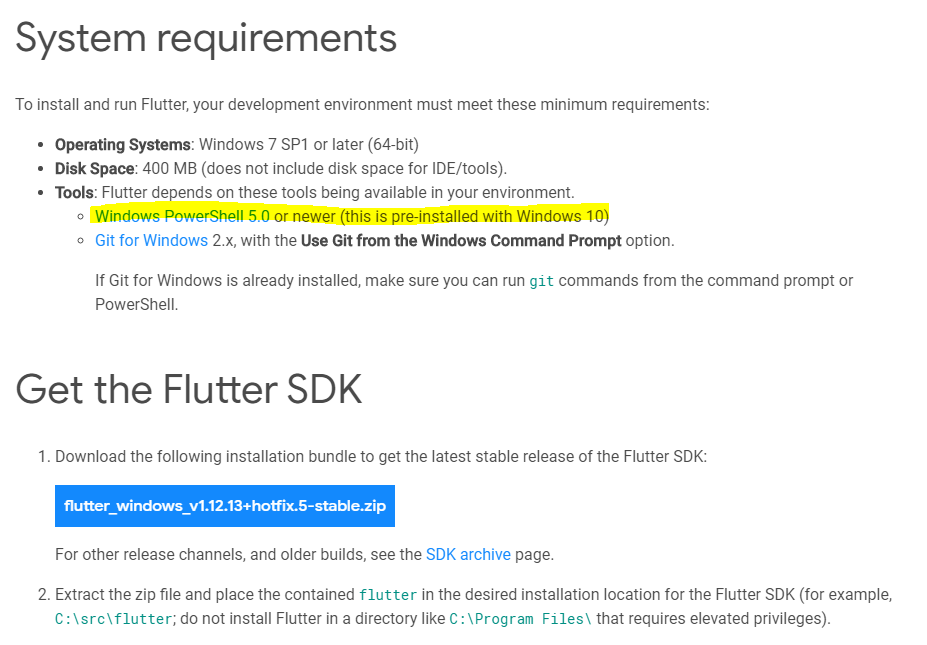 System requirements
To install and run Flutter, your development environment must meet these minimum requirements:
• Operating Systems: Windows 7 SP1 or later (64-bit)
• Disk Space: 400 MB (does not include disk space for IDE/tools).
• Tools: Flutter depends on these tools being available in your environment.
◦ Windows PowerShell 5.0 or newer (this is pre-installed with Windows 10)
◦ Git for Windows 2.x, with the Use Git from the Windows Command Prompt option.
If Git for Windows is already installed, make sure you can run git commands from the command prompt or
PowerShell.
Get the Flutter SDK
1. Download the following installation bundle to get the latest stable release of the Flutter SDK:
flutter_windows_v1.12.13+hotfix.5-stable.zip
For other release channels, and older builds, see the SDK archive page.
2. Extract the zip file and place the contained flutter in the desired installation location for the Flutter SDK (for example,
C:\src\flutter; do not install Flutter in a directory like C:\Program Files\ that requires elevated privileges).